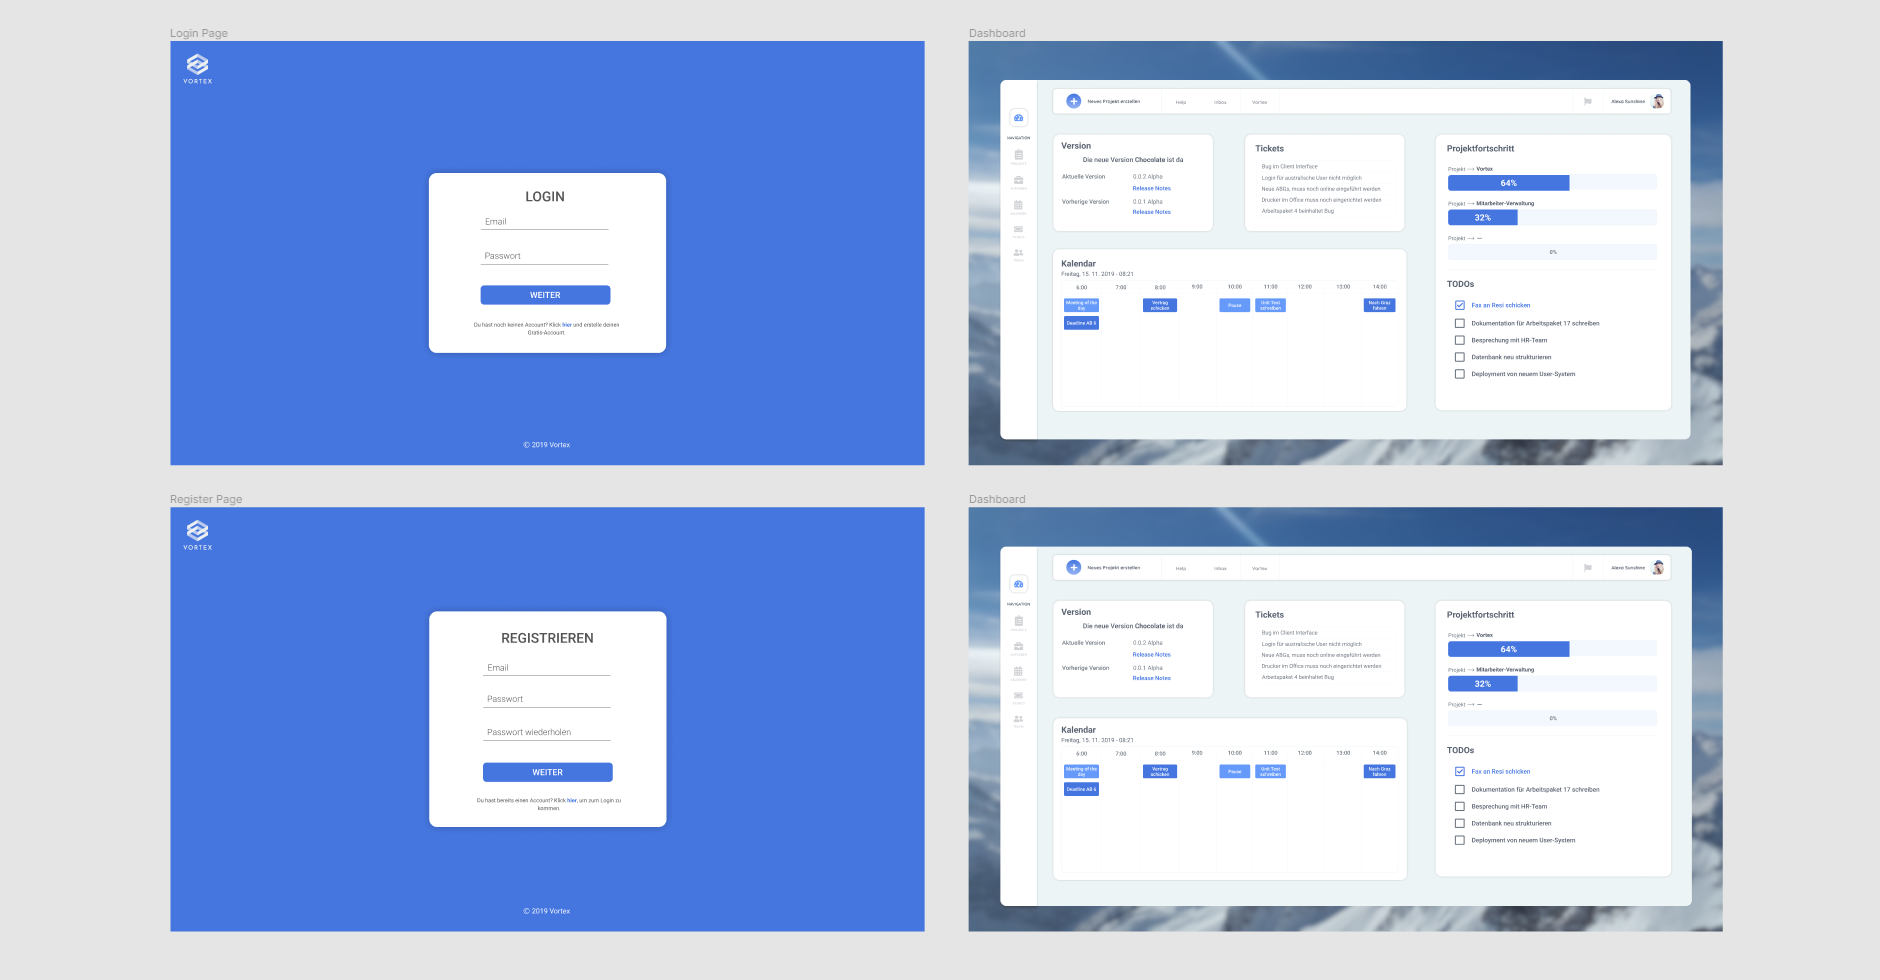 Login Page
VORTEX
LOGIN
Email
Passwort
WEITER
Du hast noch keinen Account? Klick hier und erstelle deinen
Gratis-Account.
© 2019 Vortex
Dashboard
Neues Projekt erstellen
Help
Inbox
Vortex
Alexa Sunshine
NAVIGATION
Version
Die neue Version Chocolate ist da
Aktuelle Version 0.0.2 Alpha
Release Notes
Vorherige Version 0.0.1 Alpha
Release Notes
Tickets
Bug im Client Interface
Login für australische User nicht möglich
Neue ABGs, muss noch online eingeführt werden
Drucker im Office muss noch eingerichtet werden
Arbeitspaket 4 beinhaltet Bug
Kalendar
Freitag, 15. 11. 2019 - 08:21
6:00 7:00 8:00 9:00 10:00 11:00 12:00 13:00 14:00
Meeting of the
day
Deadline AB 6
Vertrag
schicken
Pause
Unit Test
schreiben
Nach Graz
fahren
Projektfortschritt
Projekt → Vortex
64%
Projekt → Mitarbeiter-Verwaltung
32%
Projekt → —
0%
TODOs
Fax an Resi schicken
Dokumentation für Arbeitspaket 17 schreiben
Besprechung mit HR-Team
Datenbank neu strukturieren
Deployment von neuem User-System
Register Page
VORTEX
REGISTRIEREN
Email
Passwort
Passwort wiederholen
WEITER
Du hast bereits einen Account? Klick hier, um zum Login zu
kommen.
© 2019 Vortex
Dashboard
Neues Projekt erstellen
Help
Inbox
Vortex
Alexa Sunshine
NAVIGATION
Version
Die neue Version Chocolate ist da
Aktuelle Version 0.0.2 Alpha
Release Notes
Vorherige Version 0.0.1 Alpha
Release Notes
Tickets
Bug im Client Interface
Login für australische User nicht möglich
Neue ABGs, muss noch online eingeführt werden
Drucker im Office muss noch eingerichtet werden
Arbeitspaket 4 beinhaltet Bug
Kalendar
Freitag, 15. 11. 2019 - 08:21
6:00 7:00 8:00 9:00 10:00 11:00 12:00 13:00 14:00
Meeting of the
day
Deadline AB 6
Vertrag
schicken
Pause
Unit Test
schreiben
Nach Graz
fahren
Projektfortschritt
Projekt → Vortex
64%
Projekt → Mitarbeiter-Verwaltung
32%
Projekt → —
0%
TODOs
Fax an Resi schicken
Dokumentation für Arbeitspaket 17 schreiben
Besprechung mit HR-Team
Datenbank neu strukturieren
Deployment von neuem User-System